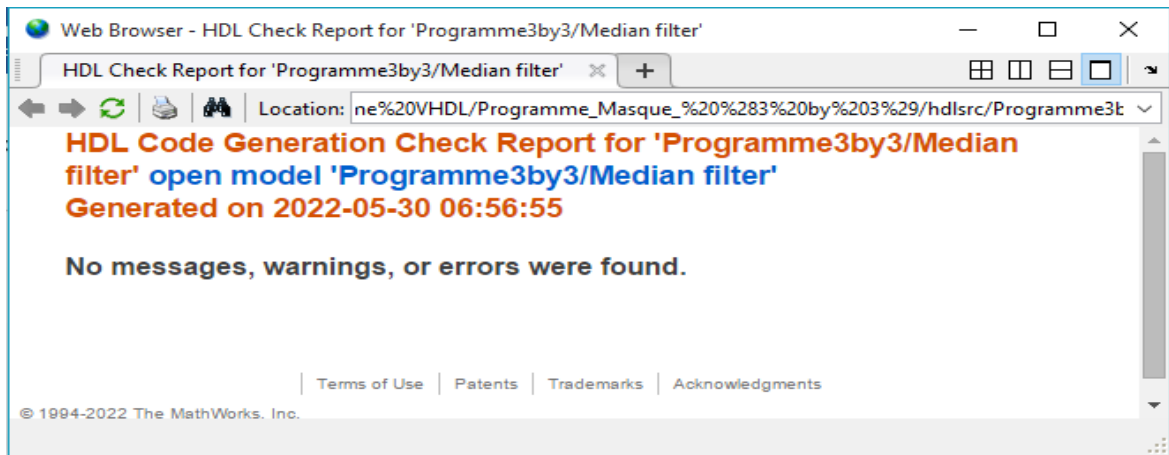 Web Browser - HDL Check Report for 'Programme3by3/Median filter'
HDL Check Report for 'Programme3by3/Median filter'
Location: ne%20VHDL/Programme_Masque_%20%283%20by%203%29/hdlsrc/Programme3b
HDL Code Generation Check Report for 'Programme3by3/Median
filter' open model 'Programme3by3/Median filter'
Generated on 2022-05-30 06:56:55
No messages, warnings, or errors were found.
Terms of Use | Patents | Trademarks | Acknowledgments
© 1994-2022 The MathWorks, Inc.